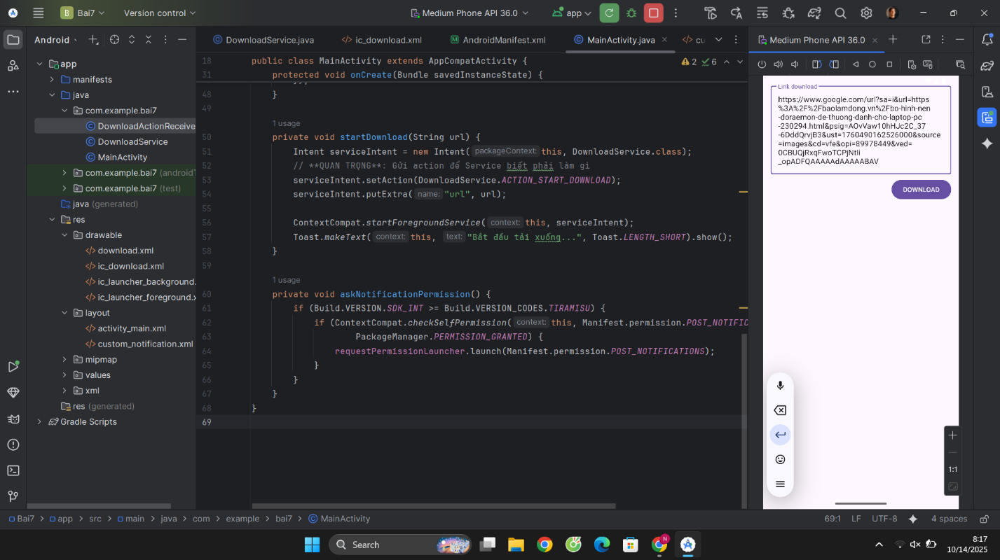 B Bai7
Version control
Medium Phone API 36.0
app
Android
DownloadService.java
ic_download.xml
AndroidManifest.xml
MainActivity.java
cu
Medium Phone API 36.0
app
manifests
java
com.example.bai7
DownloadActionReceive
DownloadService
MainActivity
com.example.bai7 (androidT
com.example.bai7 (test)
java (generated)
res
drawable
download.xml
ic_download.xml
ic_launcher_background.
ic_launcher_foreground.x
layout
activity_main.xml
custom_notification.xml
mipmap
values
xml
res (generated)
Gradle Scripts
2 6
18 public class MainActivity extends AppCompatActivity {
31 protected void onCreate(Bundle savedInstanceState) {
48 }
49
1 usage
50 private void startDownload(String url) {
51 Intent serviceIntent = new Intent( packageContext: this, DownloadService.class);
52 // **QUAN TRỌNG**: Gửi action để Service biết phải làm gì
53 serviceIntent.setAction(DownloadService.ACTION_START_DOWNLOAD);
54 serviceIntent.putExtra( name: "url", url);
55
56 ContextCompat.startForegroundService( context: this, serviceIntent);
57 Toast.makeText( context: this, text: "Bắt đầu tải xuống...", Toast.LENGTH_SHORT).show();
58 }
59
1 usage
60 private void askNotificationPermission() {
61 if (Build.VERSION.SDK_INT >= Build.VERSION_CODES.TIRAMISU) {
62 if (ContextCompat.checkSelfPermission( context: this, Manifest.permission.POST_NOTIFIC
63 PackageManager.PERMISSION_GRANTED) {
64 requestPermissionLauncher.launch(Manifest.permission.POST_NOTIFICATIONS);
65 }
66 }
67 }
68 }
69
Link download
https://www.google.com/url?sa=i&url=https
%3A%2F%2Fbaolamdong.vn%2Fbo-hinh-nen
-doraemon-de-thuong-danh-cho-laptop-pc
-230294.html&psig=AOvVaw10hHJc2C_37
-6DddQrvjB3&ust=1760490162526000&source
=images&cd=vfe&opi=89978449&ved=
0CBUQjRxqFwoTCPjNtIi
_opADFQAAAAAdAAAAABAV
DOWNLOAD
1:1
Bai7 > app > src > main > java > com > example > bai7 > MainActivity
69:1 LF UTF-8 4 spaces
Search
N
8:17
10/14/2025